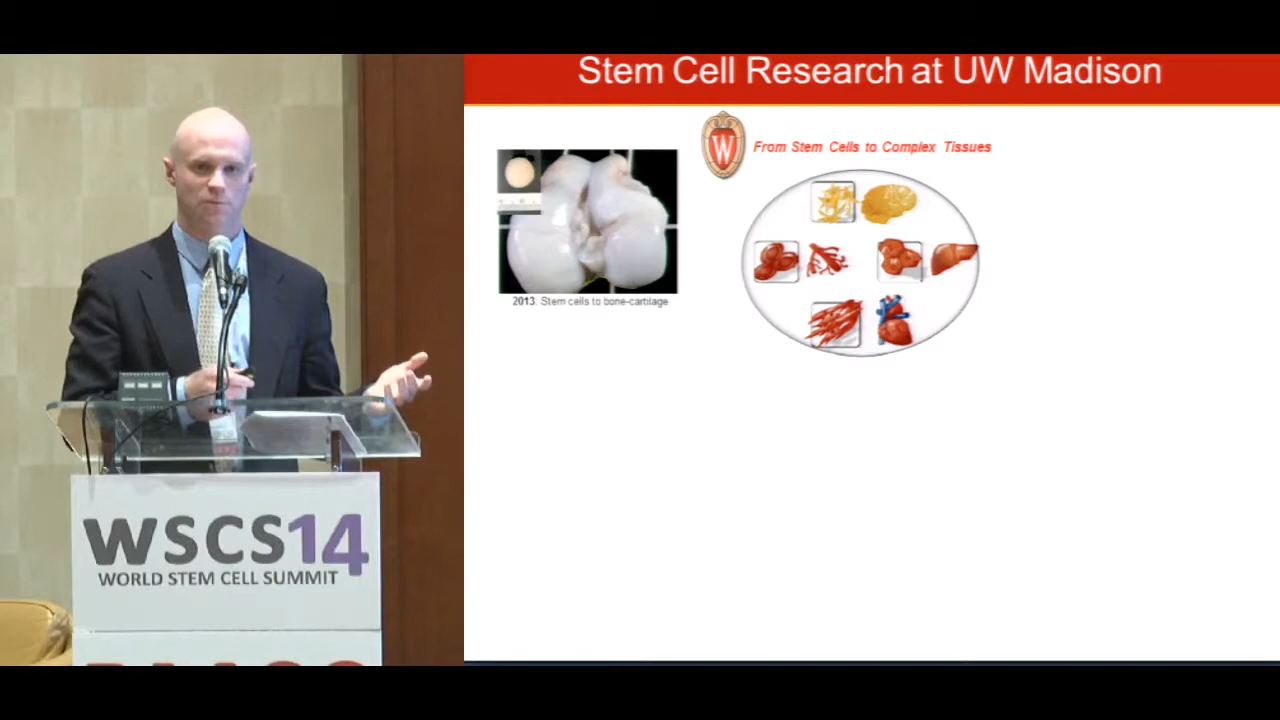 Stem Cell Research at UW Madison
W
From Stem Cells to Complex Tissues
2013. Stem cells to bone-cartilage
WSCS14
WORLD STEM CELL SUMMIT